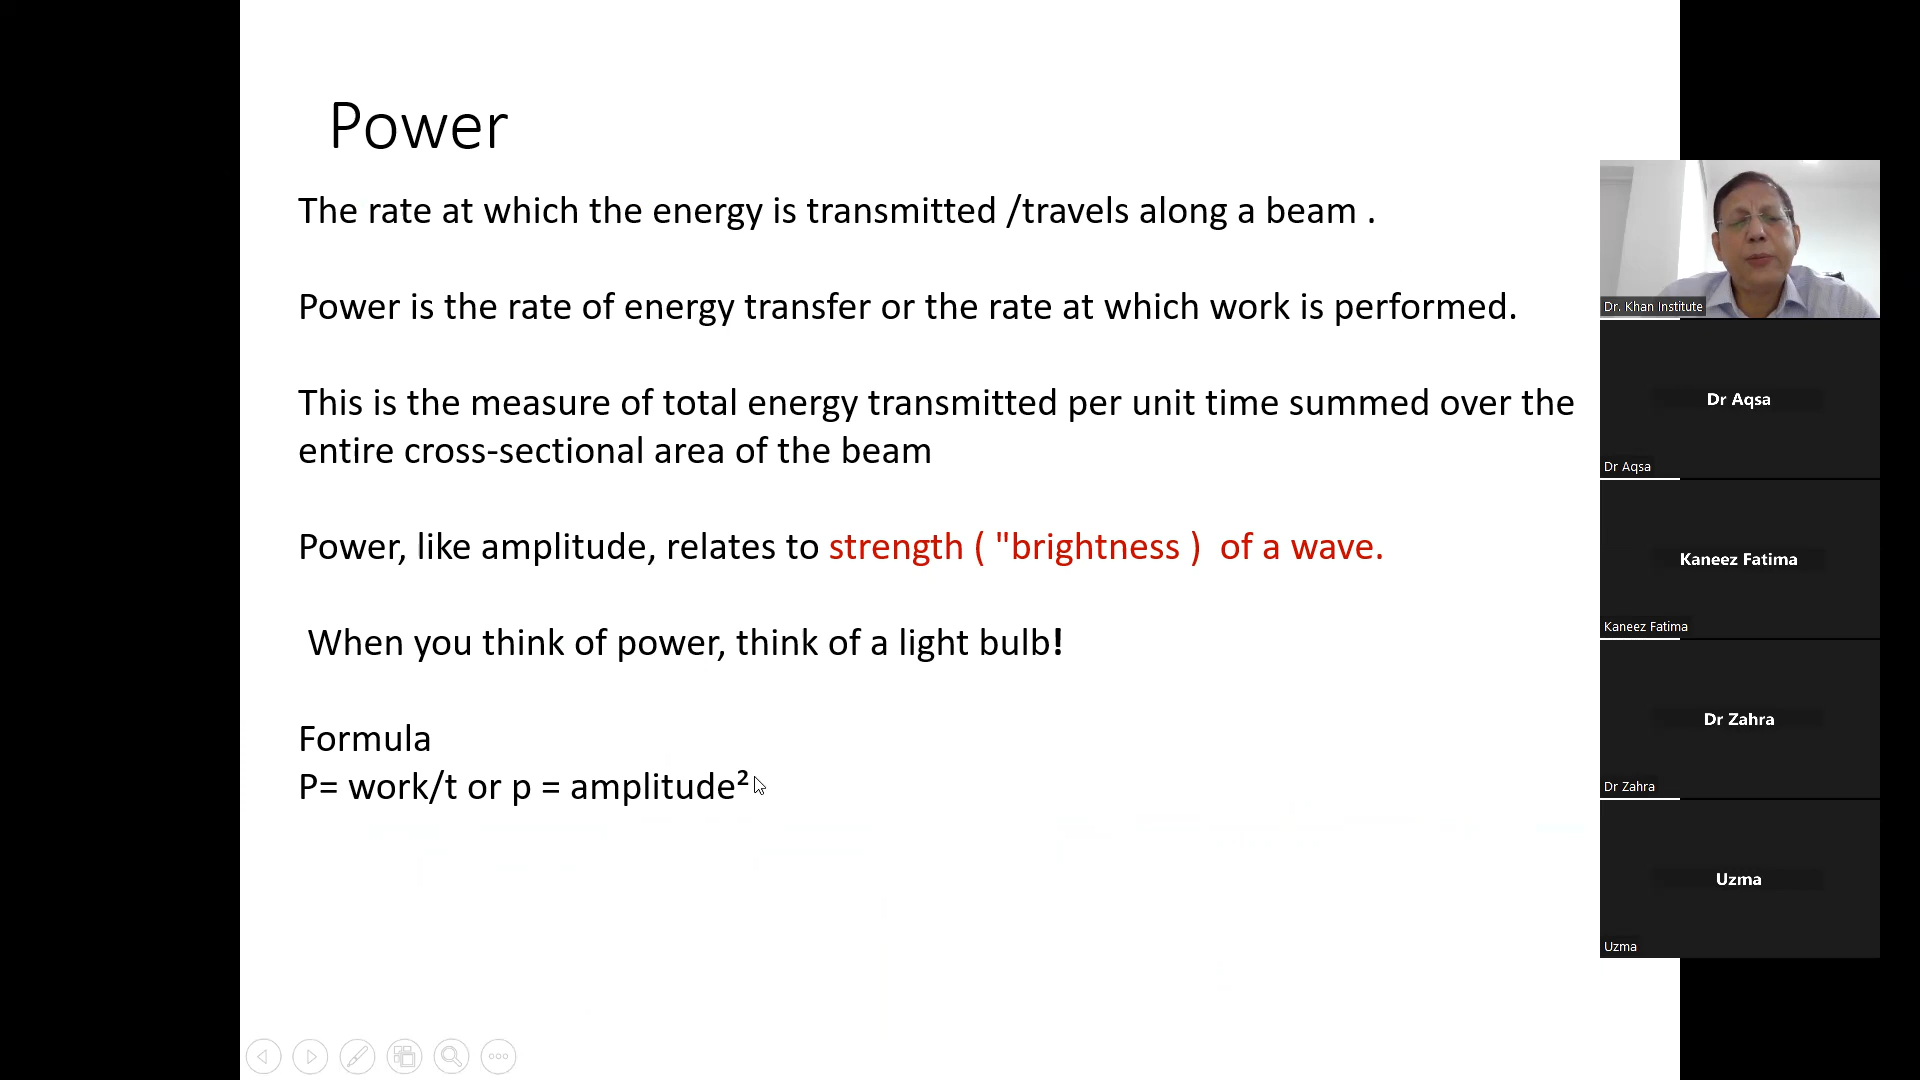 Power
The rate at which the energy is transmitted /travels along a beam .
Power is the rate of energy transfer or the rate at which work is performed.
This is the measure of total energy transmitted per unit time summed over the
entire cross-sectional area of the beam
Power, like amplitude, relates to strength ( "brightness )  of a wave.
When you think of power, think of a light bulb!
Formula
P= work/t or p = amplitude²
Dr. Khan Institute
Dr Aqsa
Dr Aqsa
Kaneez Fatima
Kaneez Fatima
Dr Zahra
Dr Zahra
Uzma
Uzma